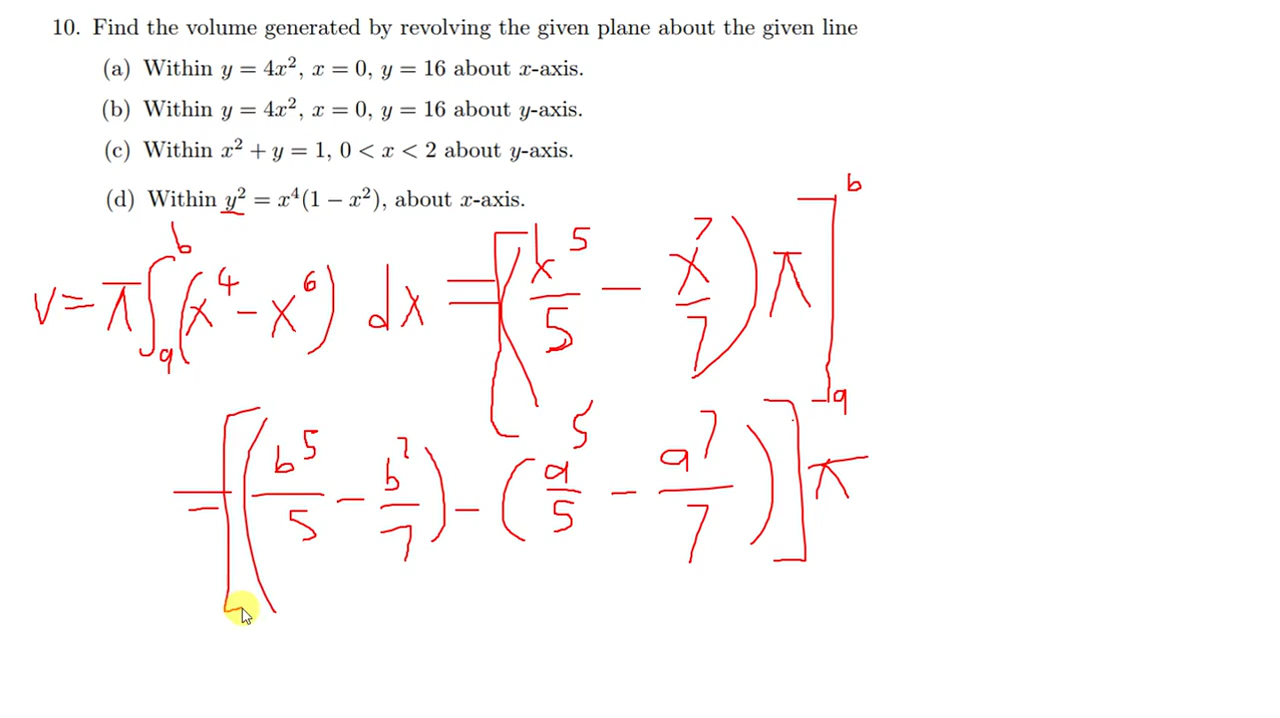 10. Find the volume generated by revolving the given plane about the given line
(a) Within y = 4x², x = 0, y = 16 about x-axis.
(b) Within y = 4x², x = 0, y = 16 about y-axis.
(c) Within x² + y = 1, 0 < x < 2 about y-axis.
(d) Within y² = x⁴(1 − x²), about x-axis.
V = π∫ₐᵇ (x⁴ − x⁶) dx = [(x⁵/5 − x⁷/7)π]ₐᵇ
= [(b⁵/5 − b⁷/7) − (a⁵/5 − a⁷/7)]π